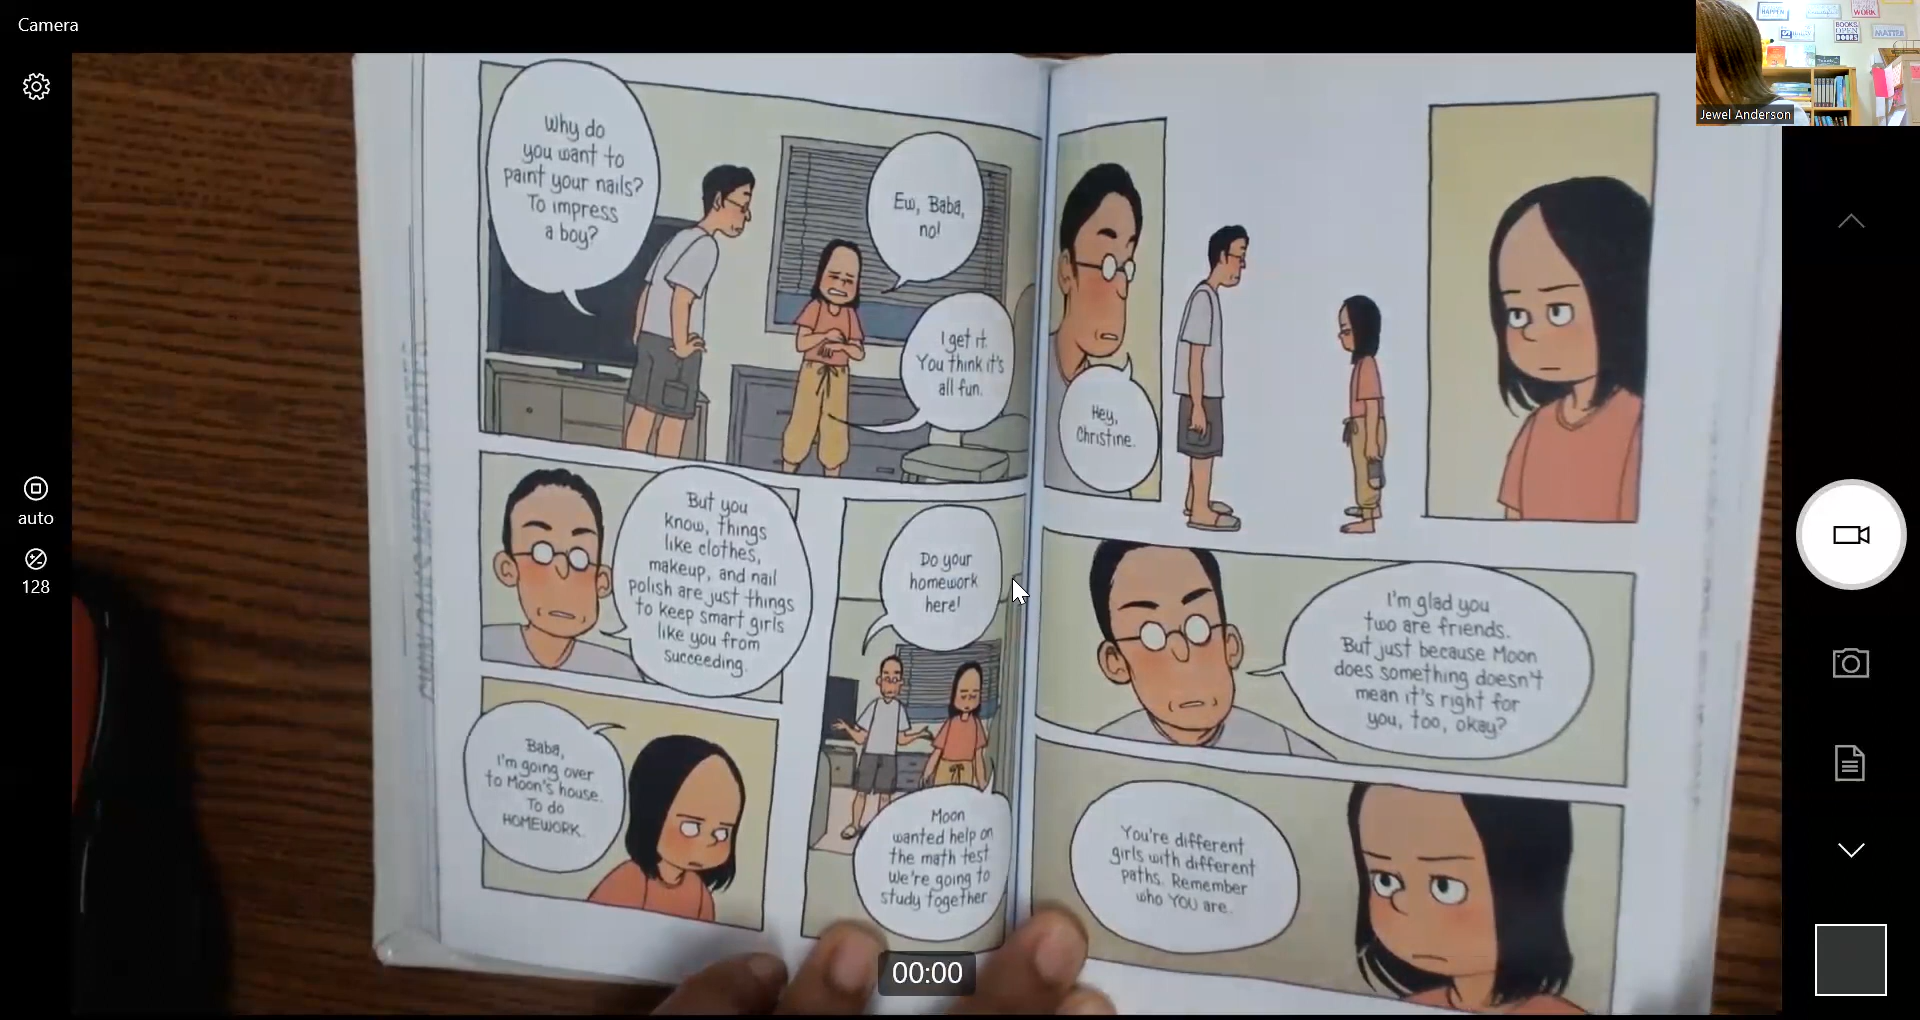 Camera
HAPPEN
WORK
BOOKS
OPEN
DOORS
Jewel Anderson
auto
128
Why do
you want to
paint your nails?
To impress
a boy?
Ew, Baba,
no!
I get it.
You think it's
all fun.
But you
know, things
like clothes,
makeup, and nail
polish are just things
to keep smart girls
like you from
succeeding.
Baba,
I'm going over
to Moon's house.
To do
HOMEWORK.
Do your
homework
here!
Moon
wanted help on
the math test
we're going to
study together
Hey,
Christine.
I'm glad you
two are friends.
But just because Moon
does something doesn't
mean it's right for
you, too, okay?
You're different
girls with different
paths. Remember
who YOU are.
00:00